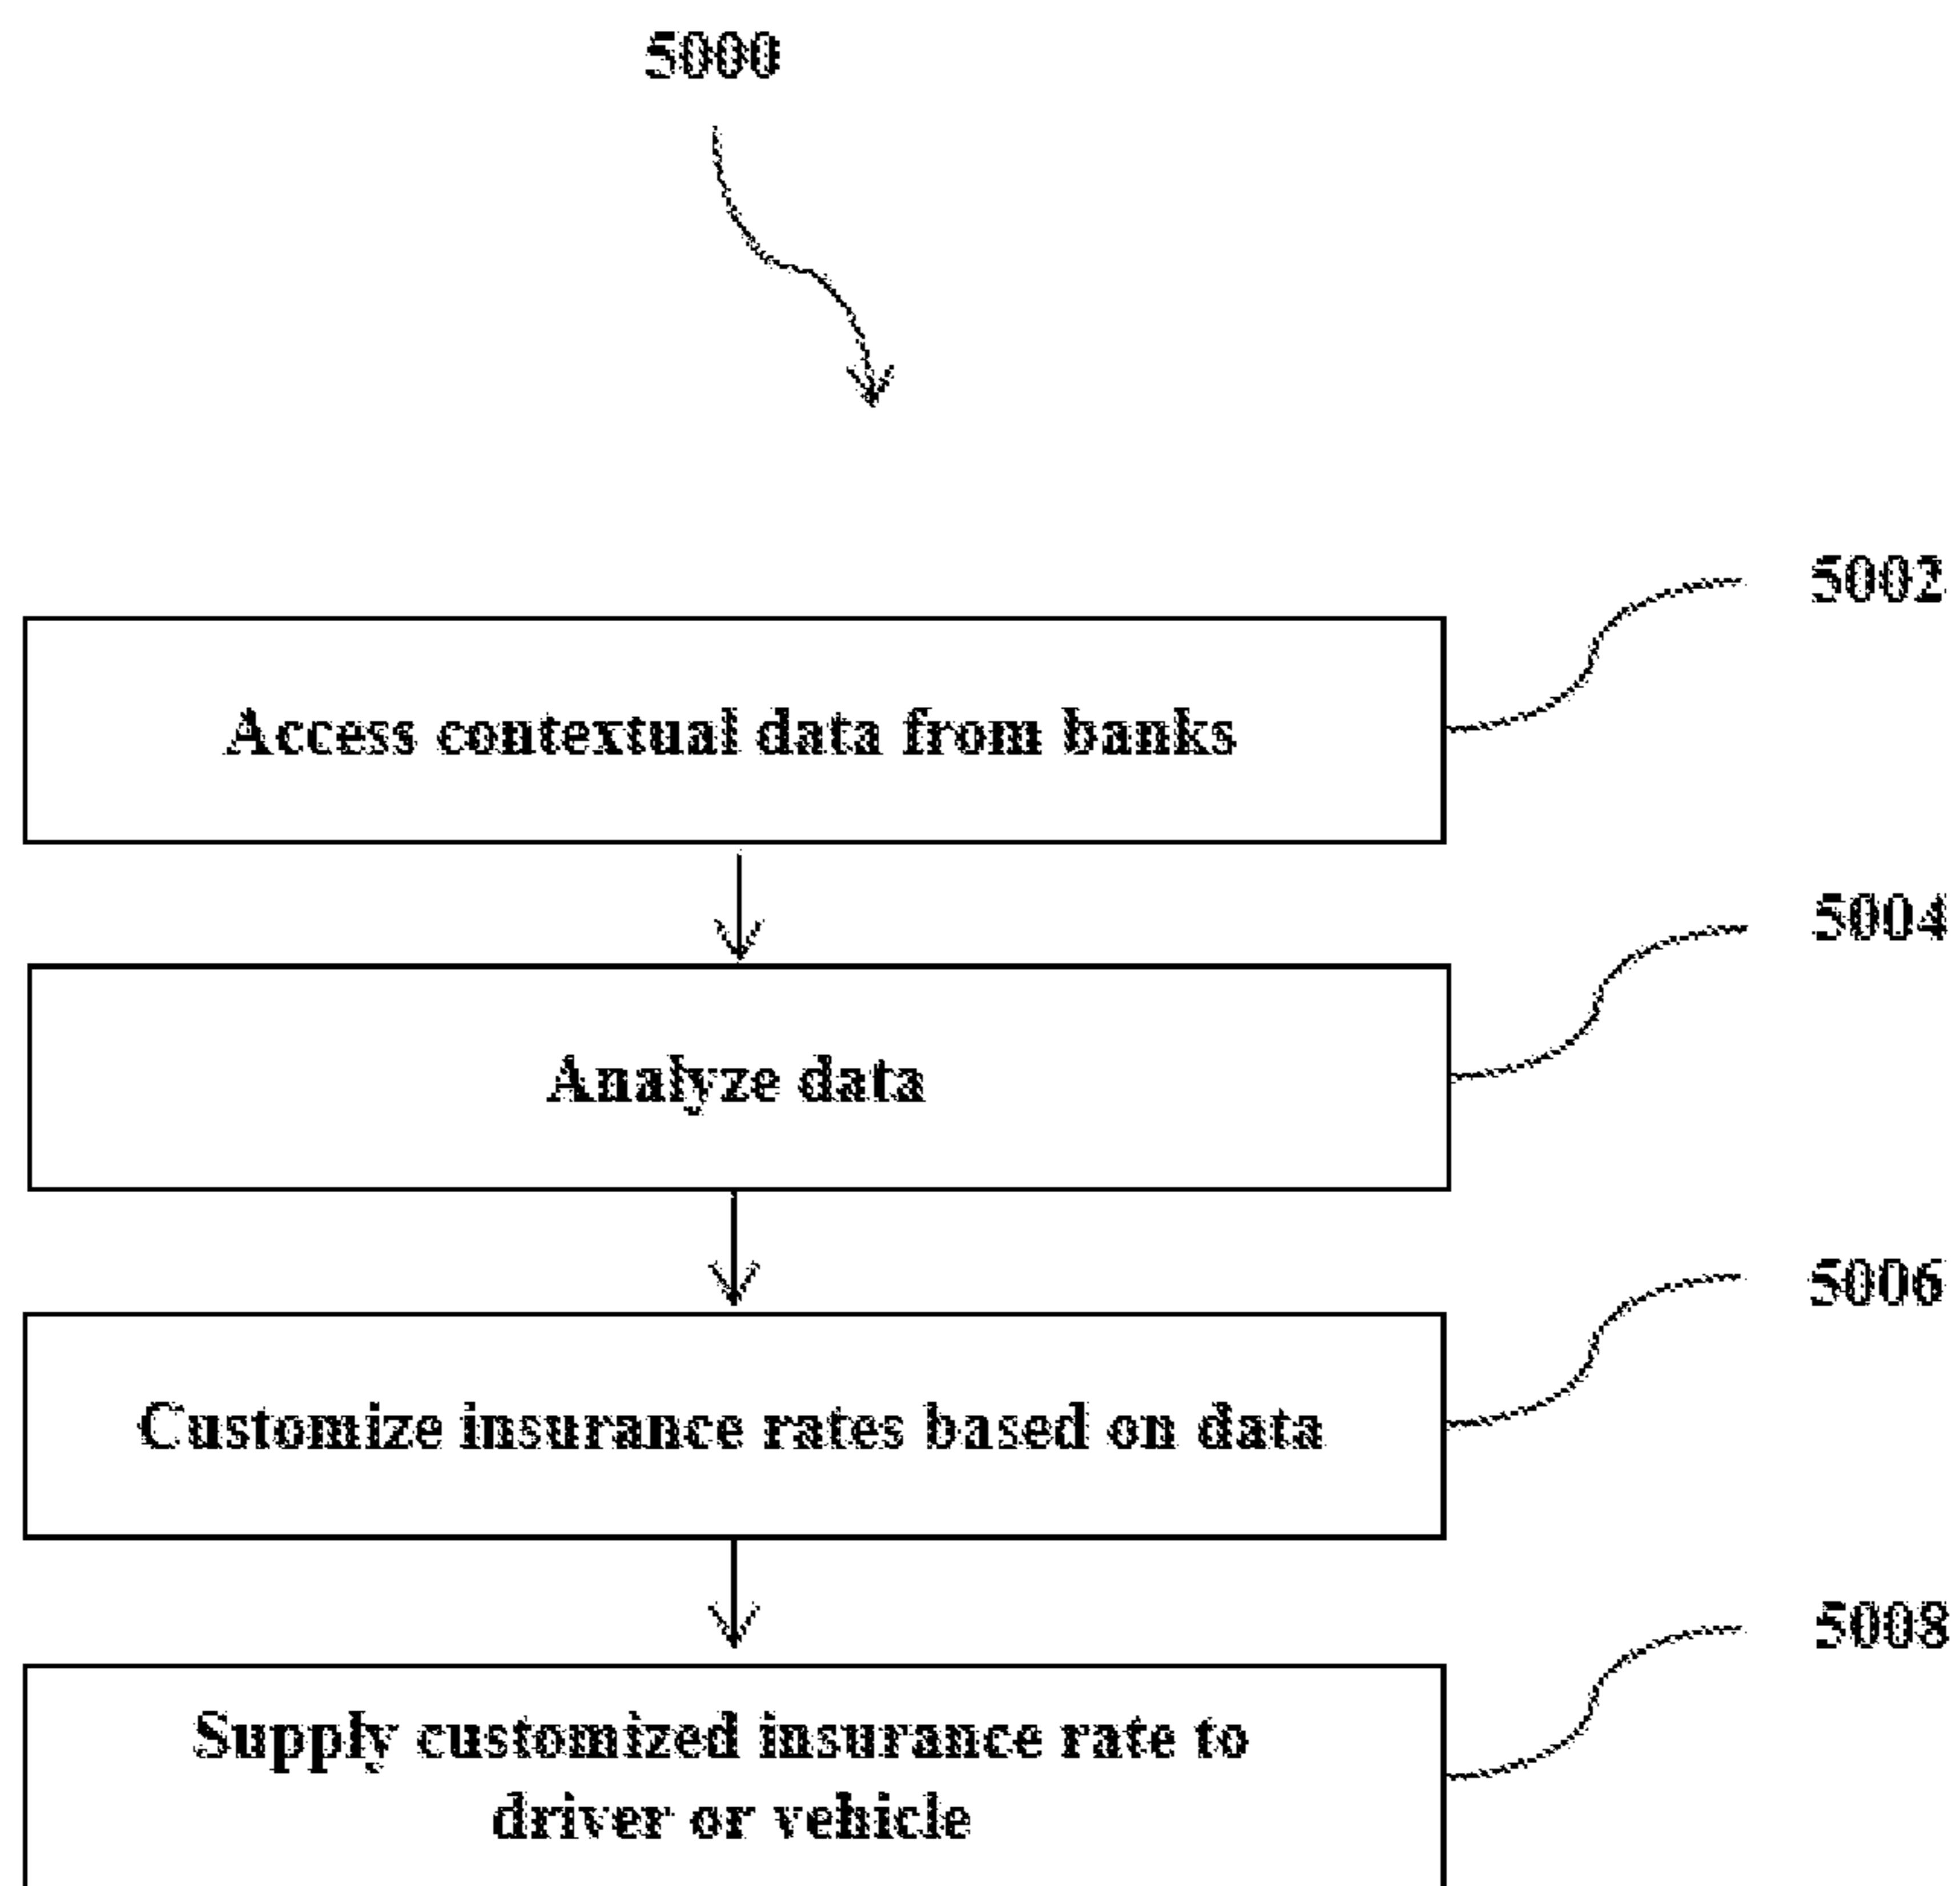 5000
5002
Access contextual data from banks
5004
Analyze data
5006
Customize insurance rates based on data
5008
Supply customized insurance rate to
driver or vehicle